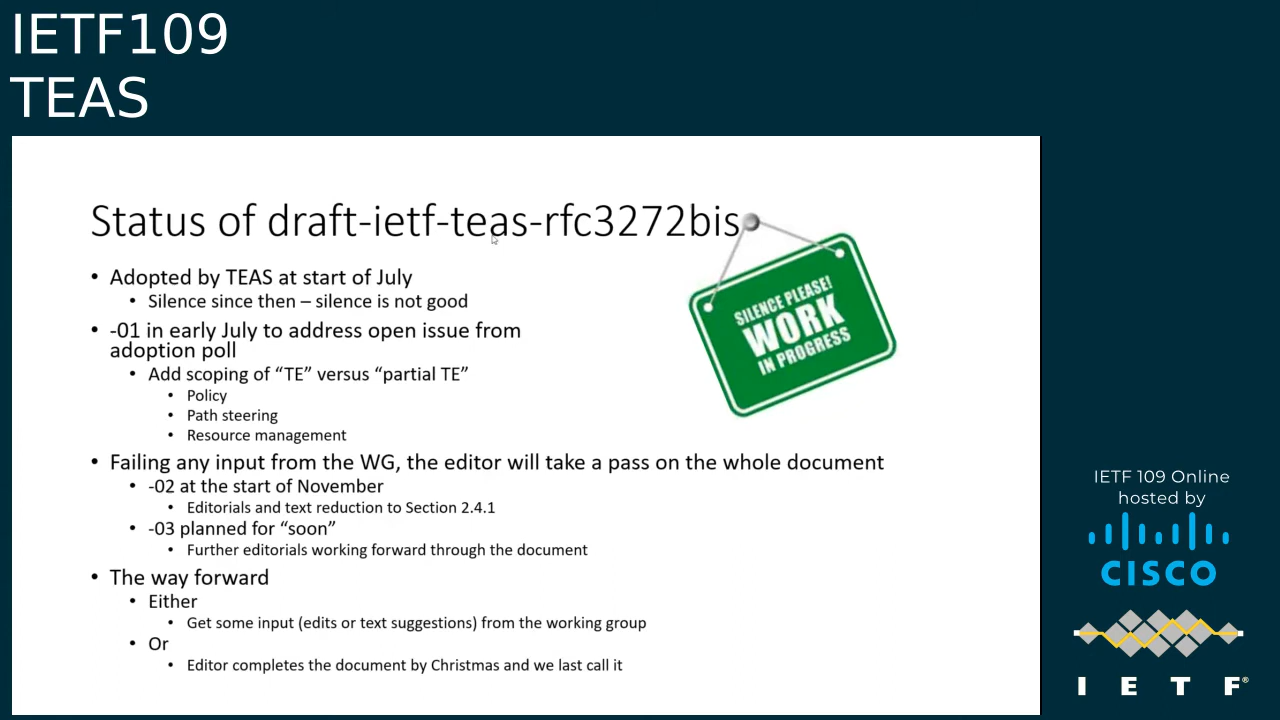 IETF109
TEAS
Status of draft-ietf-teas-rfc3272bis
• Adopted by TEAS at start of July
• Silence since then – silence is not good
• -01 in early July to address open issue from
adoption poll
• Add scoping of “TE” versus “partial TE”
• Policy
• Path steering
• Resource management
• Failing any input from the WG, the editor will take a pass on the whole document
• -02 at the start of November
• Editorials and text reduction to Section 2.4.1
• -03 planned for “soon”
• Further editorials working forward through the document
• The way forward
• Either
• Get some input (edits or text suggestions) from the working group
• Or
• Editor completes the document by Christmas and we last call it
SILENCE PLEASE!
WORK
IN PROGRESS
IETF 109 Online
hosted by
CISCO
I E T F®